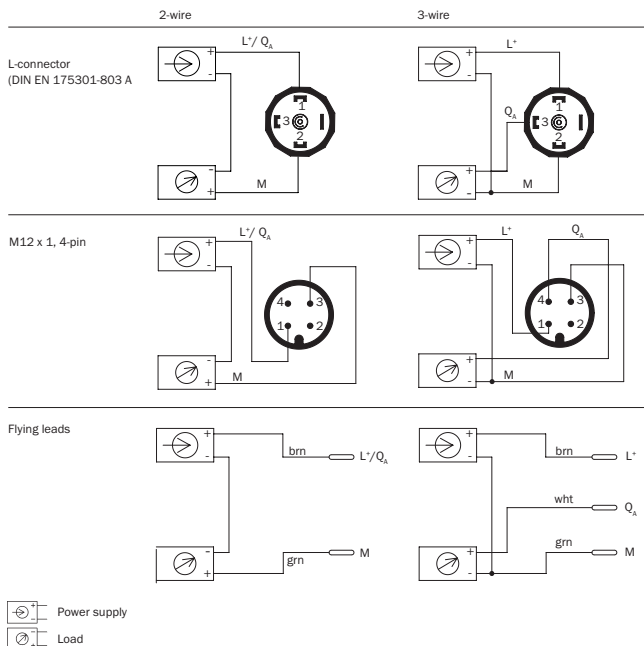 2-wire 3-wire
L-connector
(DIN EN 175301-803 A
+ L⁺/ Q_A
-
1
3
2
-
+ M
+ L⁺
-
1
Q_A 3
2
+
- M
M12 x 1, 4-pin
+ L⁺/ Q_A
-
4 3
1 2
-
+ M
+ L⁺ Q_A
-
4 3
1 2
+
- M
Flying leads
+
- brn L⁺/Q_A
-
+ grn M
+
- brn L⁺
wht Q_A
+
- grn M
+
- Power supply
-
+ Load